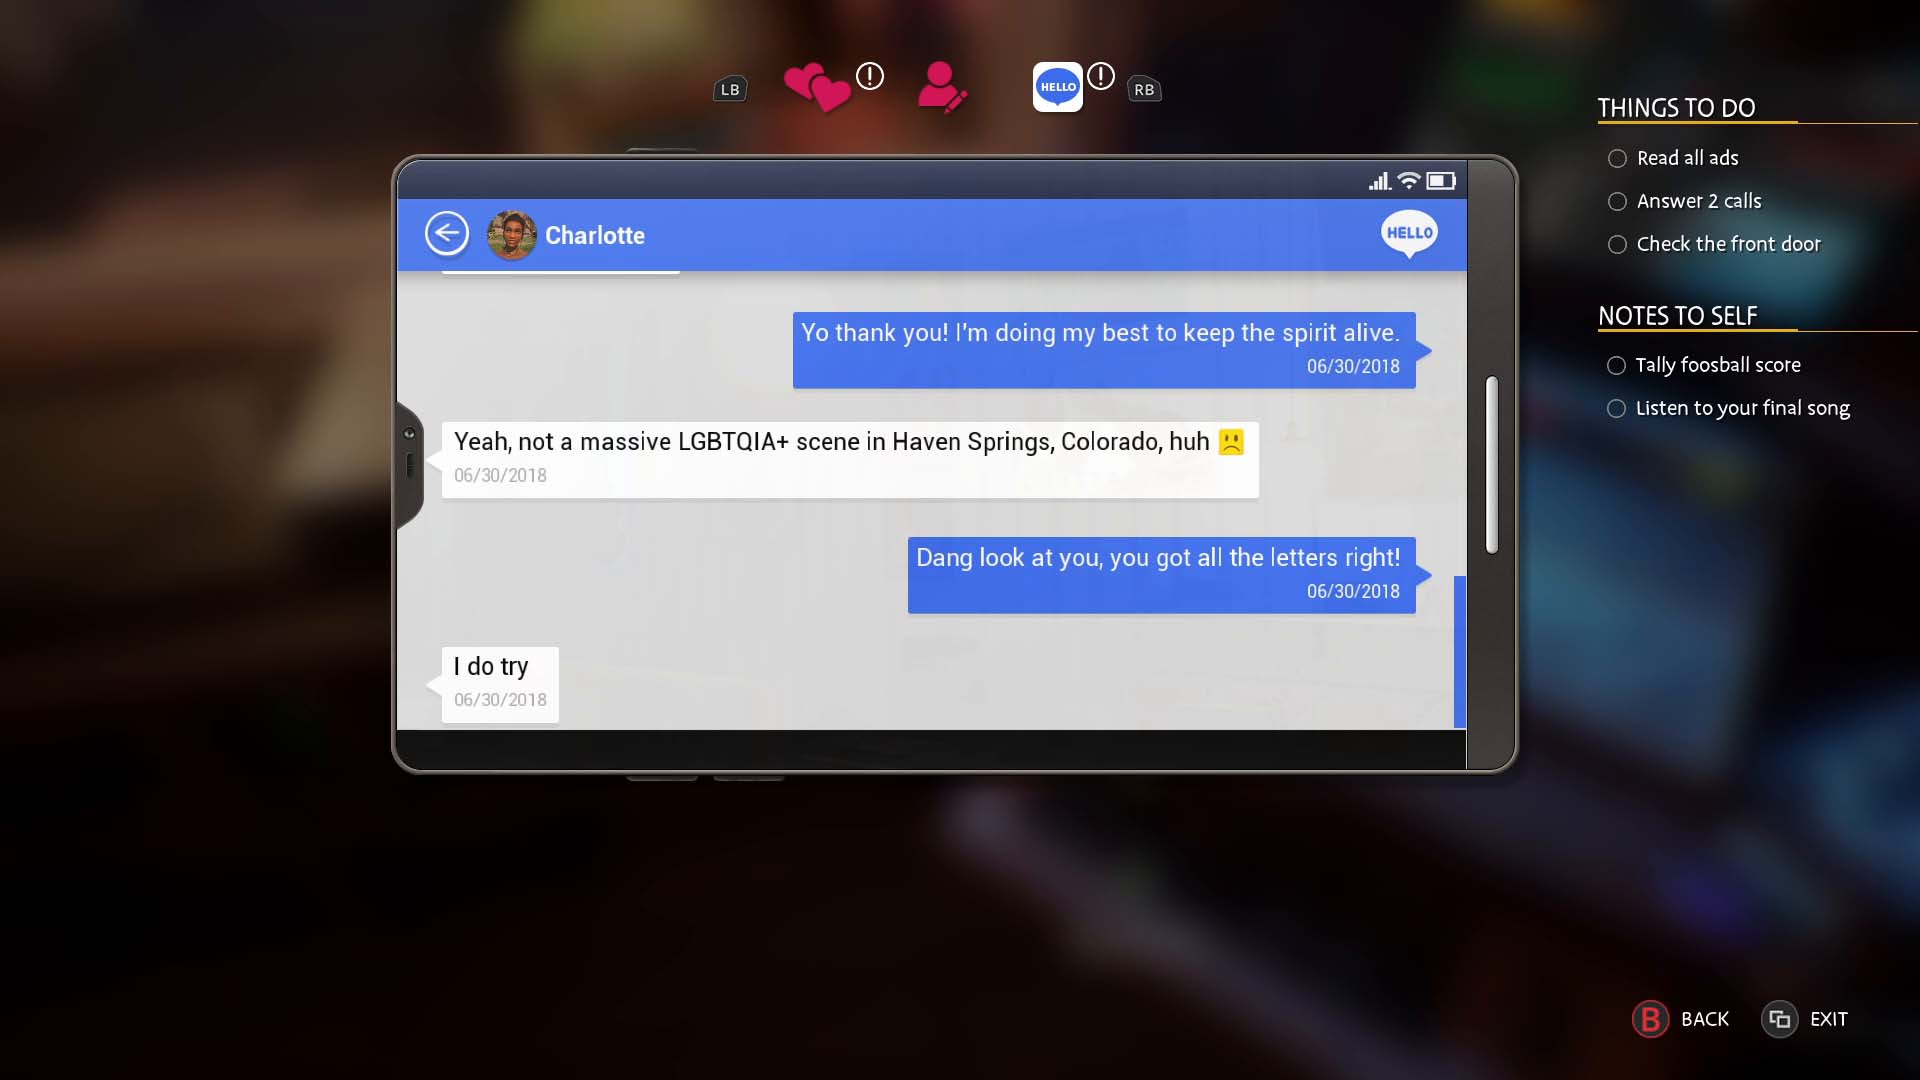 LB
!
HELLO
!
RB
THINGS TO DO
Read all ads
Answer 2 calls
Check the front door
NOTES TO SELF
Tally foosball score
Listen to your final song
Charlotte
HELLO
Yo thank you! I'm doing my best to keep the spirit alive.
06/30/2018
Yeah, not a massive LGBTQIA+ scene in Haven Springs, Colorado, huh
06/30/2018
Dang look at you, you got all the letters right!
06/30/2018
I do try
06/30/2018
B BACK
EXIT